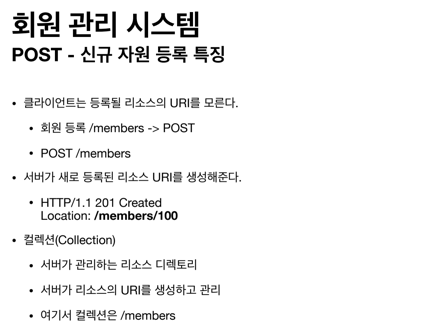 회원 관리 시스템
POST - 신규 자원 등록 특징
• 클라이언트는 등록될 리소스의 URI를 모른다.
• 회원 등록 /members -> POST
• POST /members
• 서버가 새로 등록된 리소스 URI를 생성해준다.
• HTTP/1.1 201 Created
Location: /members/100
• 컬렉션(Collection)
• 서버가 관리하는 리소스 디렉토리
• 서버가 리소스의 URI를 생성하고 관리
• 여기서 컬렉션은 /members